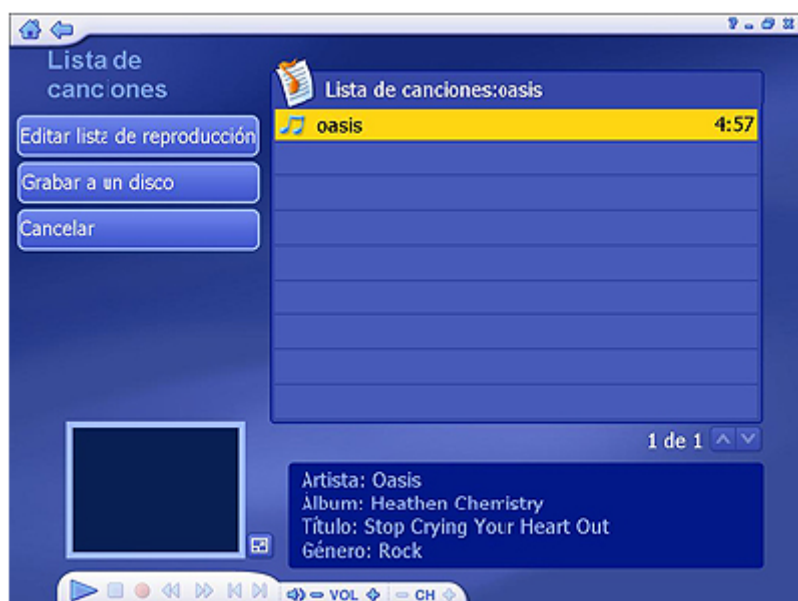 Lista de
canciones
Editar lista de reproducción
Grabar a un disco
Cancelar
Lista de canciones:oasis
oasis 4:57
1 de 1
Artista: Oasis
Álbum: Heathen Chemistry
Título: Stop Crying Your Heart Out
Género: Rock
VOL CH